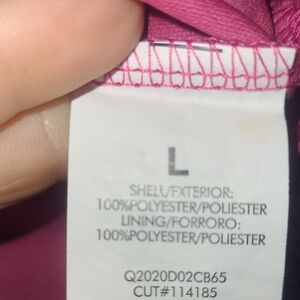 L
SHELL/EXTERIOR:
100%POLYESTER/POLIESTER
LINING/FORRORO:
100%POLYESTER/POLIESTER
Q2020D02CB65
CUT#114185